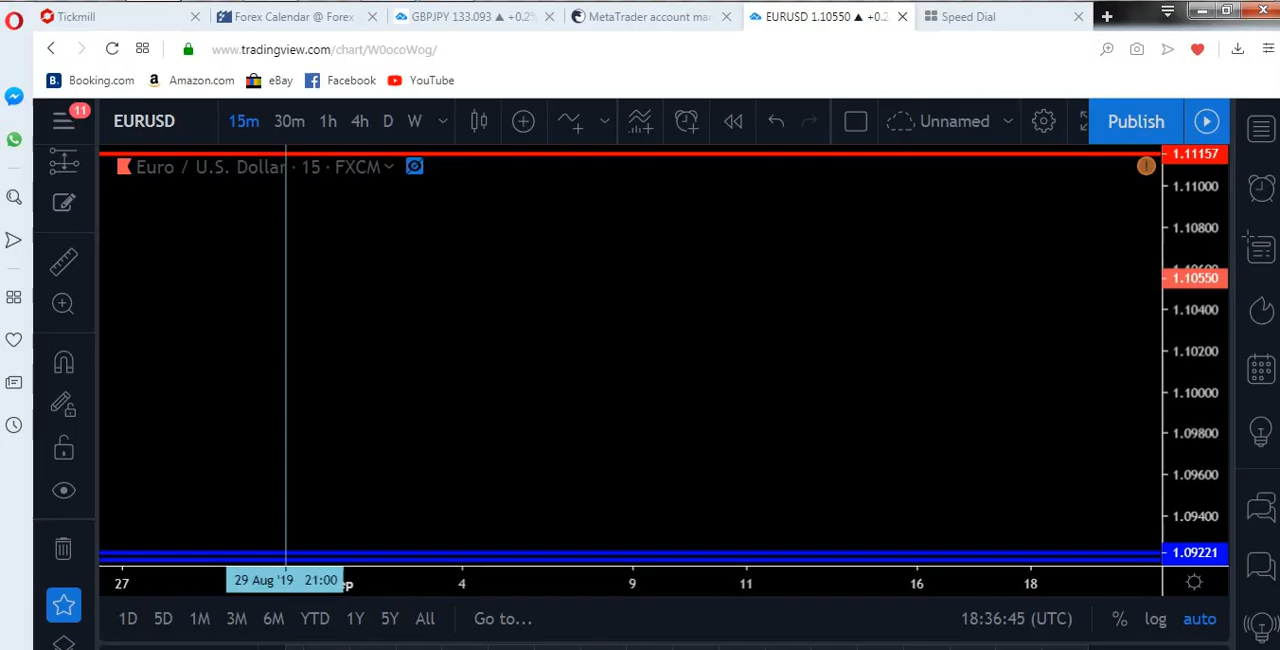 Tickmill
Forex Calendar @ Forex
GBPJPY 133.093 ▲ +0.2%
MetaTrader account ma
EURUSD 1.10550 ▲ +0.2
Speed Dial
www.tradingview.com/chart/W0ocoWog/
B. Booking.com
a Amazon.com
eBay
Facebook
YouTube
11
EURUSD
15m 30m 1h 4h D W
Unnamed
Publish
Euro / U.S. Dollar · 15 · FXCM
1.11157
1.11000
1.10800
1.10550
1.10400
1.10200
1.10000
1.09800
1.09600
1.09400
1.09221
27
29 Aug '19 21:00
ep
4
9
11
16
18
1D 5D 1M 3M 6M YTD 1Y 5Y All
Go to...
18:36:45 (UTC)
% log auto